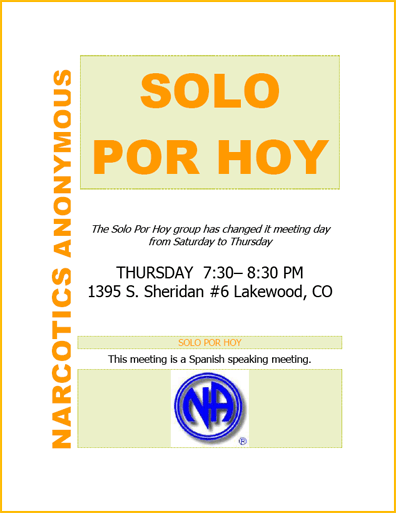 NARCOTICS ANONYMOUS
SOLO
POR HOY
The Solo Por Hoy group has changed it meeting day
from Saturday to Thursday
THURSDAY 7:30– 8:30 PM
1395 S. Sheridan #6 Lakewood, CO
SOLO POR HOY
This meeting is a Spanish speaking meeting.
NA
®